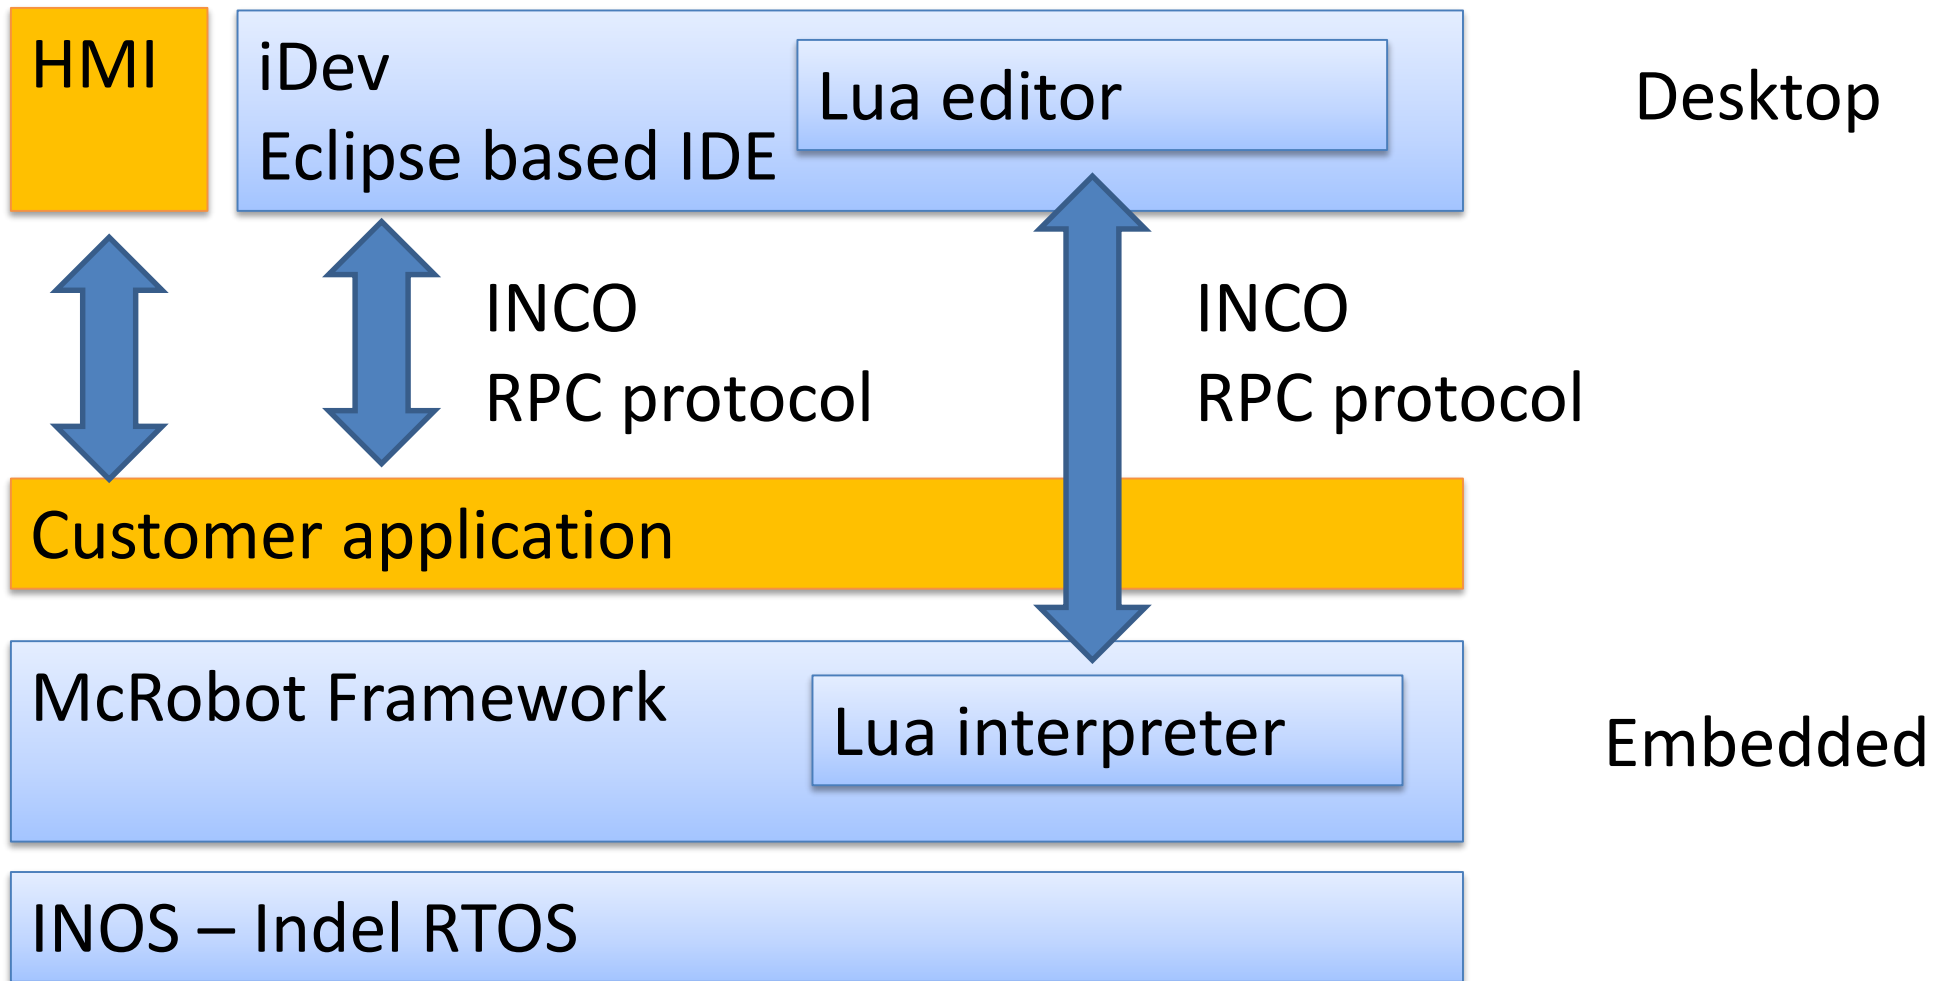 HMI
iDev
Eclipse based IDE
Lua editor
Desktop
INCO
RPC protocol
INCO
RPC protocol
Customer application
McRobot Framework
Lua interpreter
Embedded
INOS – Indel RTOS